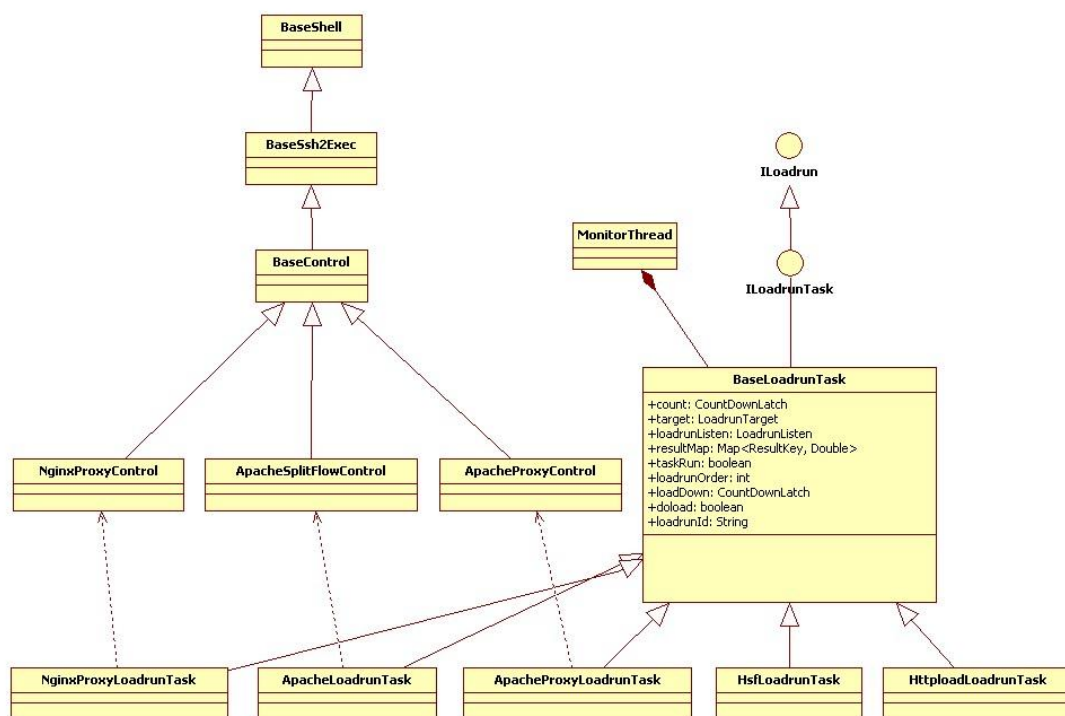 BaseShell
BaseSsh2Exec
ILoadrun
MonitorThread
BaseControl
ILoadrunTask
BaseLoadrunTask
+count: CountDownLatch
+target: LoadrunTarget
+loadrunListen: LoadrunListen
+resultMap: Map<ResultKey, Double>
+taskRun: boolean
+loadrunOrder: int
+loadDown: CountDownLatch
+doload: boolean
+loadrunId: String
NginxProxyControl
ApacheSplitFlowControl
ApacheProxyControl
NginxProxyLoadrunTask
ApacheLoadrunTask
ApacheProxyLoadrunTask
HsfLoadrunTask
HttploadLoadrunTask